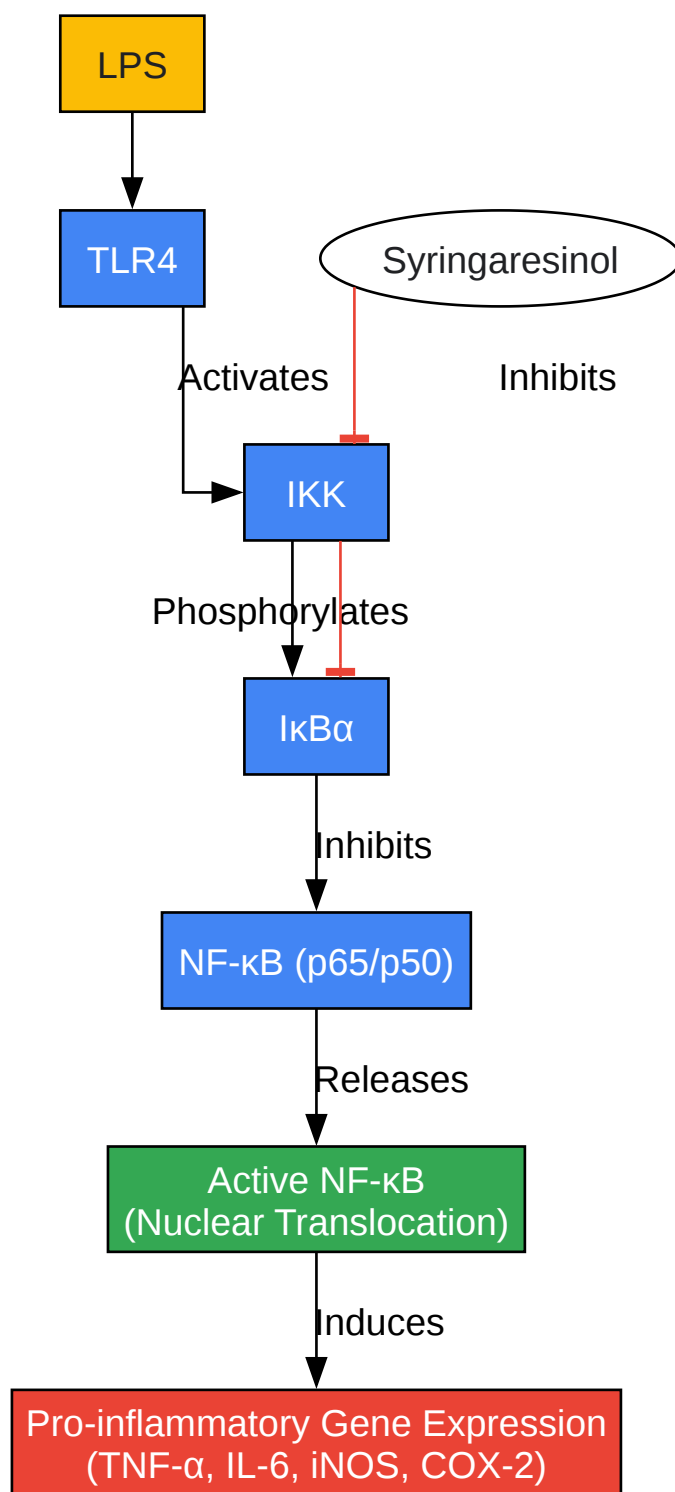 LPS
TLR4
Syringaresinol
Activates
Inhibits
IKK
Phosphorylates
IκBα
Inhibits
NF-κB (p65/p50)
Releases
Active NF-κB
(Nuclear Translocation)
Induces
Pro-inflammatory Gene Expression
(TNF-α, IL-6, iNOS, COX-2)